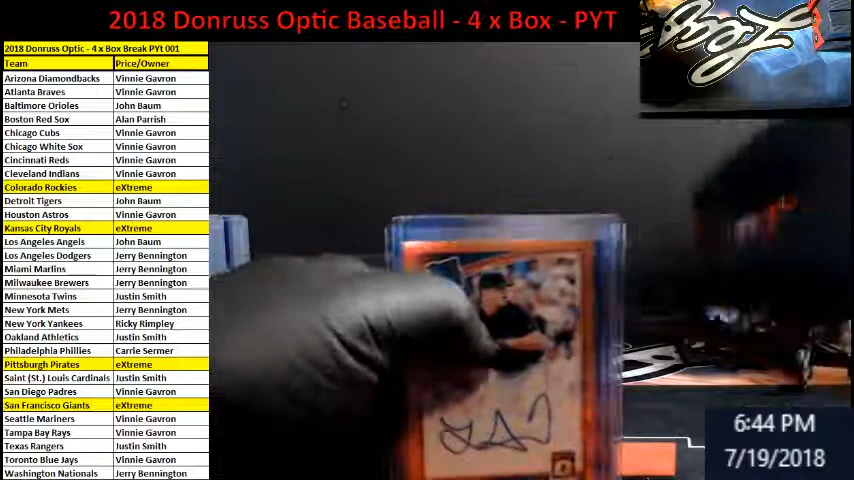 2018 Donruss Optic Baseball - 4 x Box - PYT
2018 Donruss Optic - 4 x Box Break PYt 001
Team Price/Owner
Arizona Diamondbacks Vinnie Gavron
Atlanta Braves Vinnie Gavron
Baltimore Orioles John Baum
Boston Red Sox Alan Parrish
Chicago Cubs Vinnie Gavron
Chicago White Sox Vinnie Gavron
Cincinnati Reds Vinnie Gavron
Cleveland Indians Vinnie Gavron
Colorado Rockies eXtreme
Detroit Tigers John Baum
Houston Astros Vinnie Gavron
Kansas City Royals eXtreme
Los Angeles Angels John Baum
Los Angeles Dodgers Jerry Bennington
Miami Marlins Jerry Bennington
Milwaukee Brewers Jerry Bennington
Minnesota Twins Justin Smith
New York Mets Jerry Bennington
New York Yankees Ricky Rimpley
Oakland Athletics Justin Smith
Philadelphia Phillies Carrie Sermer
Pittsburgh Pirates eXtreme
Saint (St.) Louis Cardinals Justin Smith
San Diego Padres Vinnie Gavron
San Francisco Giants eXtreme
Seattle Mariners Vinnie Gavron
Tampa Bay Rays Vinnie Gavron
Texas Rangers Justin Smith
Toronto Blue Jays Vinnie Gavron
Washington Nationals Jerry Bennington
6:44 PM
7/19/2018